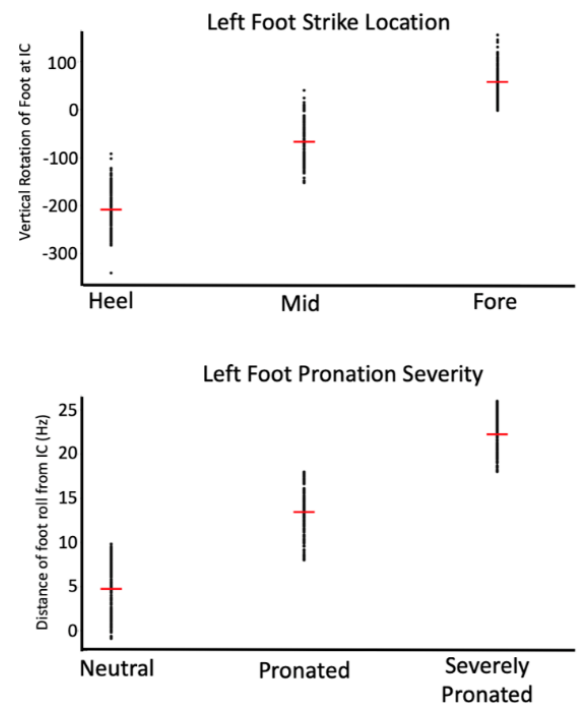 Left Foot Strike Location
Vertical Rotation of Foot at IC
100
0
-100
-200
-300
Heel Mid Fore
Left Foot Pronation Severity
Distance of foot roll from IC (Hz)
25
20
15
10
5
0
Neutral Pronated Severely
Pronated